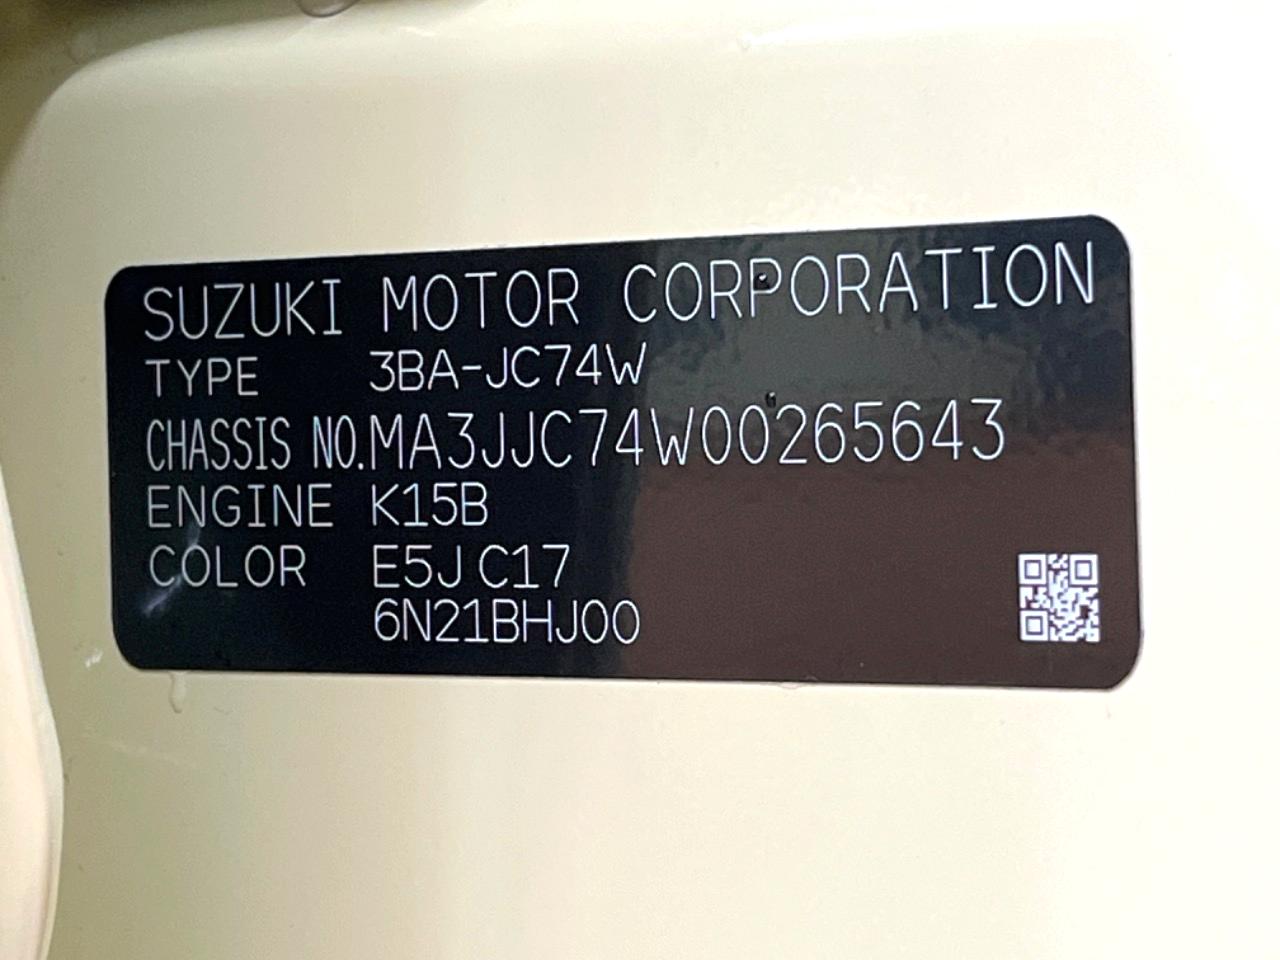 SUZUKI MOTOR CORPORATION
TYPE 3BA-JC74W
CHASSIS NO. MA3JJC74W00265643
ENGINE K15B
COLOR E5J C17
6N21BHJ00